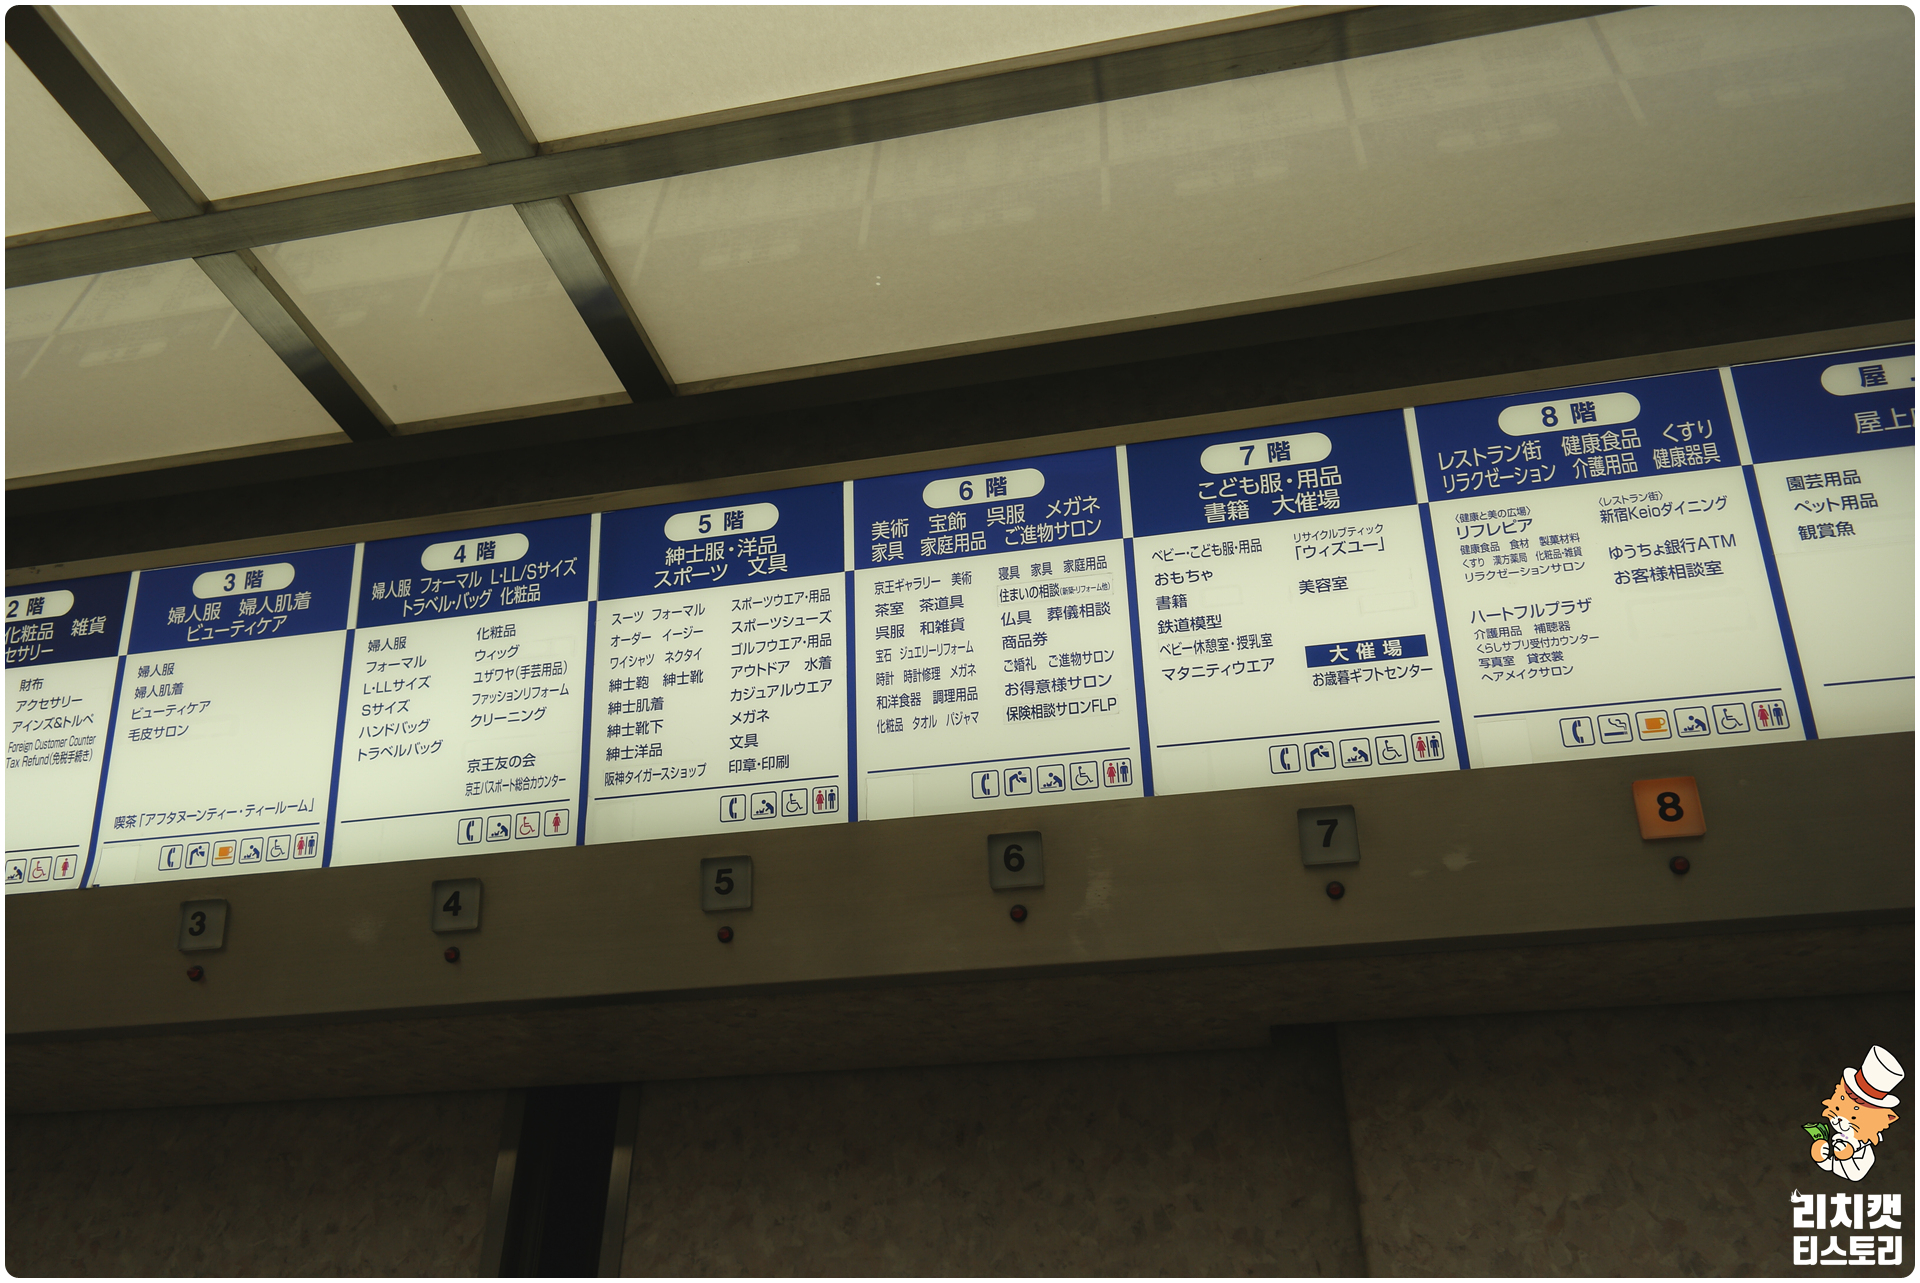 2 階
化粧品 雑貨
セサリー
財布
アクセサリー
アインズ&トルペ
Foreign Customer Counter
Tax Refund(免税手続き)
3 階
婦人服 婦人肌着
ビューティケア
婦人服
婦人肌着
ビューティケア
毛皮サロン
喫茶「アフタヌーンティー・ティールーム」
4 階
婦人服 フォーマル L・LL/Sサイズ
トラベル・バッグ 化粧品
婦人服
フォーマル
L・LLサイズ
Sサイズ
ハンドバッグ
トラベルバッグ
化粧品
ウィッグ
ユザワヤ(手芸用品)
ファッションリフォーム
クリーニング
京王友の会
京王パスポート総合カウンター
5 階
紳士服・洋品
スポーツ 文具
スーツ フォーマル
オーダー イージー
ワイシャツ ネクタイ
紳士鞄 紳士靴
紳士肌着
紳士靴下
紳士洋品
阪神タイガースショップ
スポーツウエア・用品
スポーツシューズ
ゴルフウエア・用品
アウトドア 水着
カジュアルウエア
メガネ
文具
印章・印刷
6 階
美術 宝飾 呉服 メガネ
家具 家庭用品 ご進物サロン
京王ギャラリー 美術
茶室 茶道具
呉服 和雑貨
宝石 ジュエリーリフォーム
時計 時計修理 メガネ
和洋食器 調理用品
化粧品 タオル パジャマ
寝具 家具 家庭用品
住まいの相談(新築・リフォーム他)
仏具 葬儀相談
商品券
ご婚礼 ご進物サロン
お得意様サロン
保険相談サロンFLP
7 階
こども服・用品
書籍 大催場
ベビー・こども服・用品
おもちゃ
書籍
鉄道模型
ベビー休憩室・授乳室
マタニティウエア
リサイクルブティック
「ウィズユー」
美容室
大催場
お歳暮ギフトセンター
8 階
レストラン街 健康食品 くすり
リラクゼーション 介護用品 健康器具
〈健康と美の広場〉
リフレピア
健康食品 食材 製菓材料
くすり 漢方薬局 化粧品・雑貨
リラクゼーションサロン
ハートフルプラザ
介護用品 補聴器
くらしサプリ受付カウンター
写真室 貸衣裳
ヘアメイクサロン
〈レストラン街〉
新宿Keioダイニング
ゆうちょ銀行ATM
お客様相談室
屋
屋上
園芸用品
ペット用品
観賞魚
3
4
5
6
7
8
리치캣
티스토리